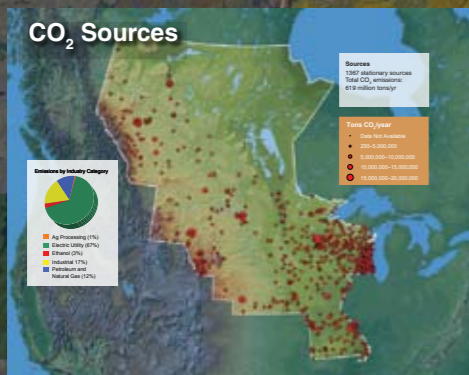 CO2 Sources
Sources
1367 stationary sources
Total CO2 emissions:
619 million tons/yr
Tons CO2/year
Data Not Available
250–5,000,000
5,000,000–10,000,000
10,000,000–15,000,000
15,000,000–20,000,000
Emissions by Industry Category
Ag Processing (1%)
Electric Utility (67%)
Ethanol (3%)
Industrial 17%)
Petroleum and
Natural Gas (12%)